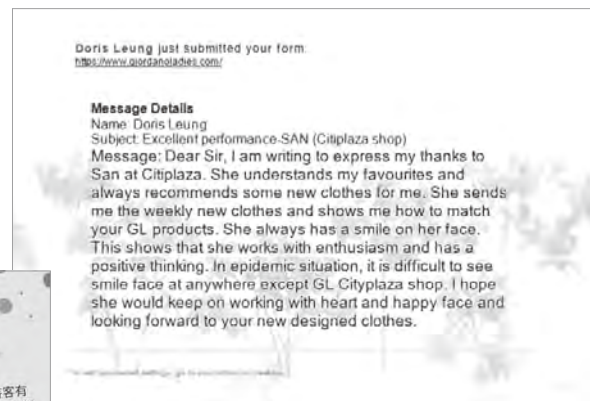 Doris Leung just submitted your form:
https://www.giordanoladies.com/
Message Details
Name: Doris Leung
Subject: Excellent performance-SAN (Citiplaza shop)
Message: Dear Sir, I am writing to express my thanks to
San at Citiplaza. She understands my favourites and
always recommends some new clothes for me. She sends
me the weekly new clothes and shows me how to match
your GL products. She always has a smile on her face.
This shows that she works with enthusiasm and has a
positive thinking. In epidemic situation, it is difficult to see
smile face at anywhere except GL Cityplaza shop. I hope
she would keep on working with heart and happy face and
looking forward to your new designed clothes.
客有